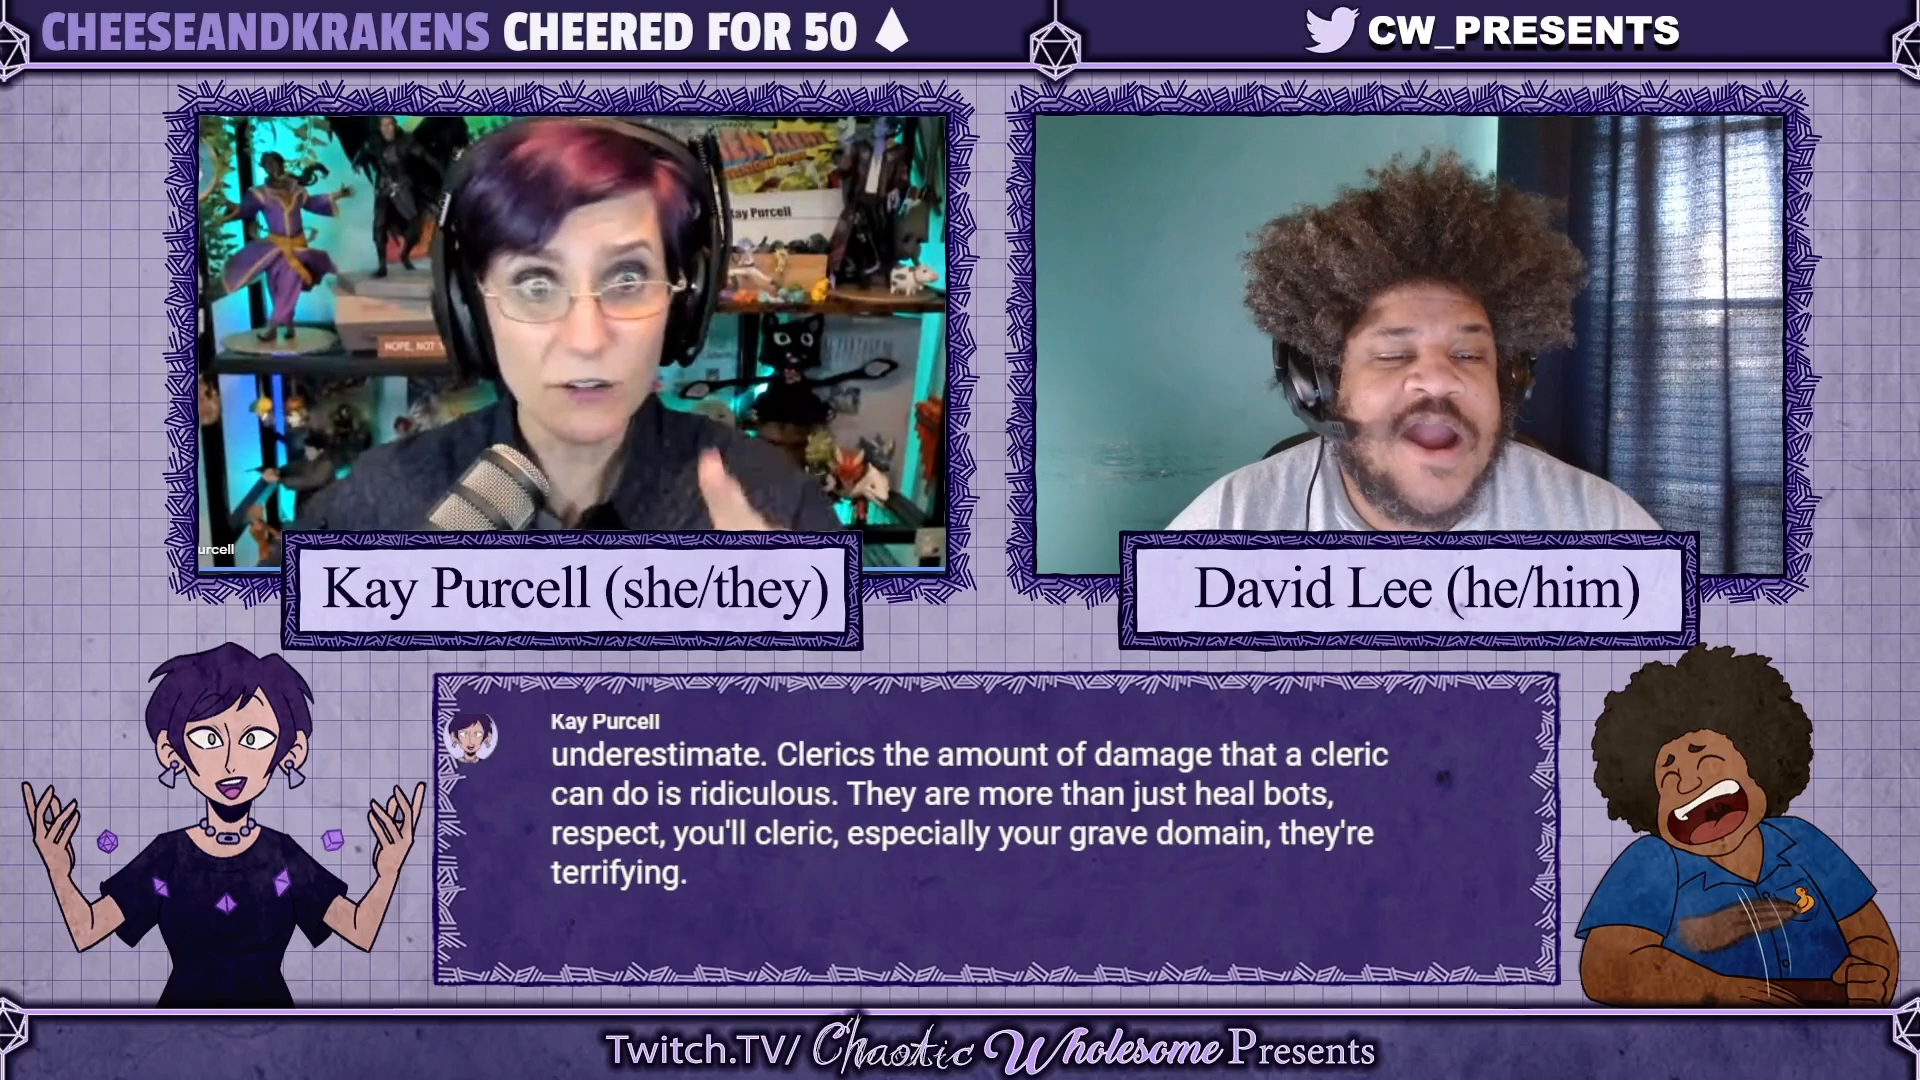 CHEESEANDKRAKENS CHEERED FOR 50
CW_PRESENTS
Kay Purcell
NOPE, NOT
urcell
Kay Purcell (she/they)
David Lee (he/him)
Kay Purcell
underestimate. Clerics the amount of damage that a cleric
can do is ridiculous. They are more than just heal bots,
respect, you'll cleric, especially your grave domain, they're
terrifying.
Twitch.TV/ Chaotic Wholesome Presents